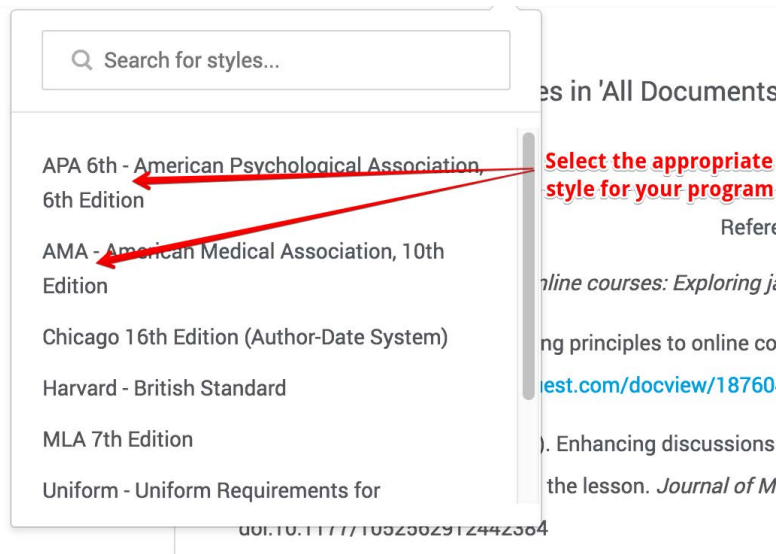 Search for styles...
es in 'All Documents
APA 6th - American Psychological Association,
6th Edition
Select the appropriate
style for your program
Refere
AMA - American Medical Association, 10th
Edition
nline courses: Exploring ja
Chicago 16th Edition (Author-Date System)
ng principles to online co
Harvard - British Standard
uest.com/docview/18760
MLA 7th Edition
). Enhancing discussions
Uniform - Uniform Requirements for
the lesson. Journal of M
doi:10.1177/1052562912442384